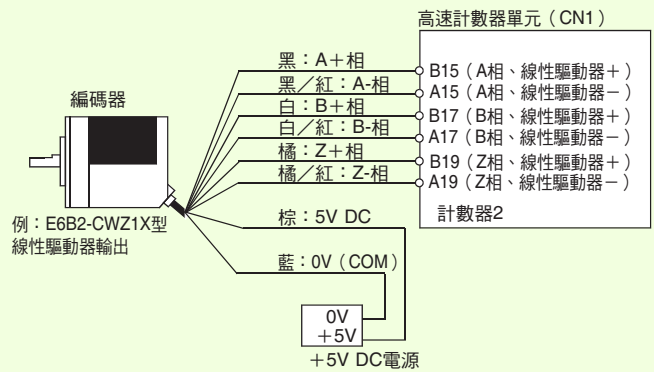 高速計數器單元（CN1）
編碼器
黑：A＋相
B15（A相、線性驅動器＋）
黑／紅：A-相
A15（A相、線性驅動器－）
白：B＋相
B17（B相、線性驅動器＋）
白/紅：B-相
A17（B相、線性驅動器－）
橘：Z＋相
B19（Z相、線性驅動器＋）
橘／紅：Z-相
A19（Z相、線性驅動器－）
計數器2
例：E6B2-CWZ1X型
線性驅動器輸出
棕：5V DC
藍：0V（COM）
0V
＋5V
＋5V DC電源